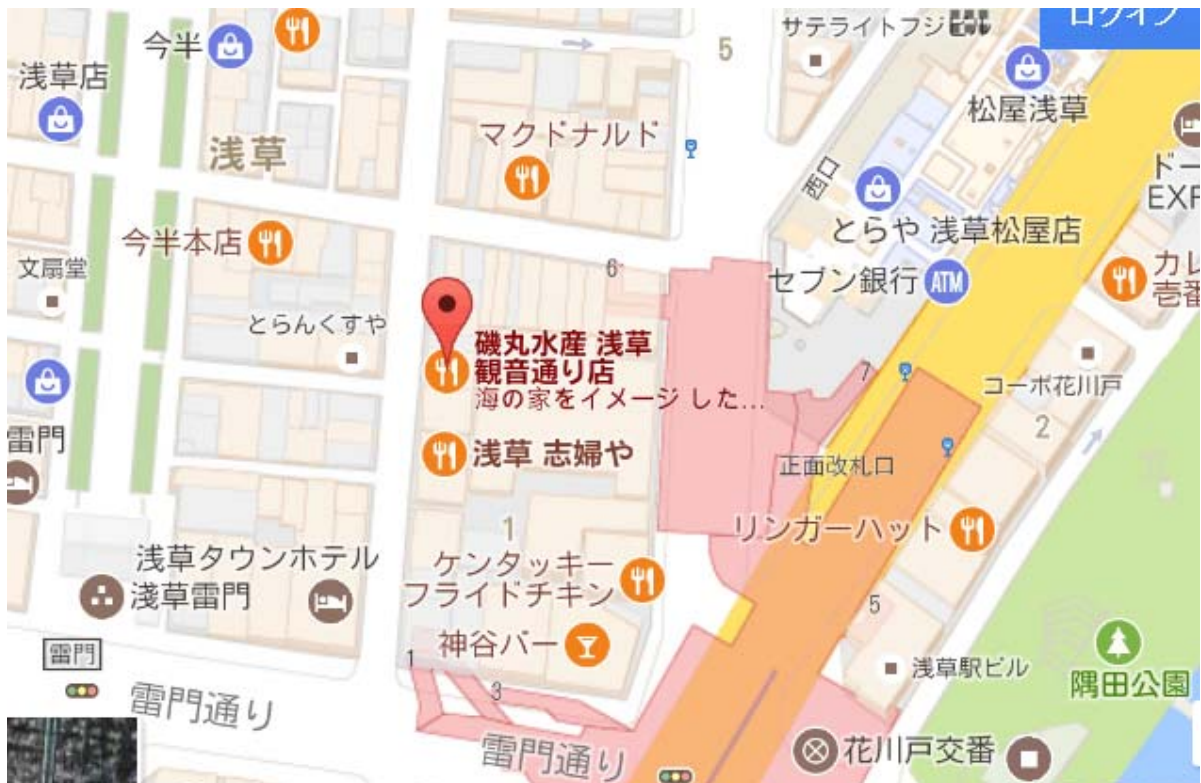 ログイン
サテライトフジ
今半
5
浅草店
松屋浅草
マクドナルド
浅草
西口
ドー
EXP
とらや 浅草松屋店
今半本店
文扇堂
6
セブン銀行
ATM
カレ
壱番
とらんくすや
磯丸水産 浅草
観音通り店
海の家をイメージ した...
7
コーポ花川戸
2
雷門
浅草 志婦や
正面改札口
1
リンガーハット
浅草タウンホテル
ケンタッキー
フライドチキン
淺草雷門
5
神谷バー
雷門
1
3
浅草駅ビル
隅田公園
雷門通り
雷門通り
花川戸交番